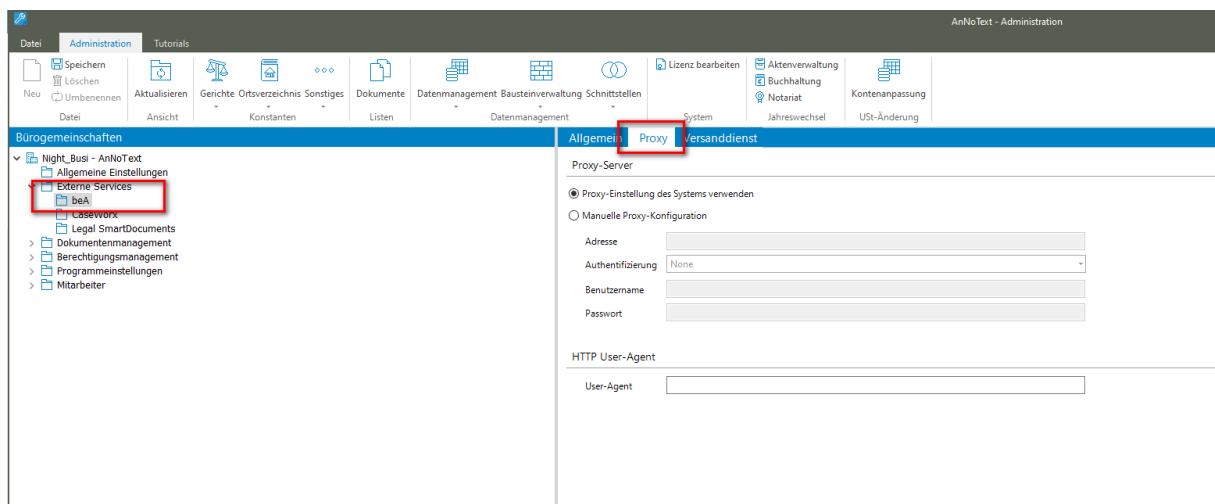 AnNoText - Administration
Datei Administration Tutorials
Speichern
Löschen
Neu Umbenennen
Aktualisieren
Gerichte Ortsverzeichnis Sonstiges
Dokumente
Datenmanagement Bausteinverwaltung Schnittstellen
Lizenz bearbeiten
Aktenverwaltung
Buchhaltung
Notariat
Kontenanpassung
Datei Ansicht Konstanten Listen Datenmanagement System Jahreswechsel USt-Änderung
Bürogemeinschaften
Night_Busi - AnNoText
Allgemeine Einstellungen
Externe Services
beA
CaseWorx
Legal SmartDocuments
Dokumentenmanagement
Berechtigungsmanagement
Programmeinstellungen
Mitarbeiter
Allgemein Proxy Versanddienst
Proxy-Server
Proxy-Einstellung des Systems verwenden
Manuelle Proxy-Konfiguration
Adresse
Authentifizierung None
Benutzername
Passwort
HTTP User-Agent
User-Agent